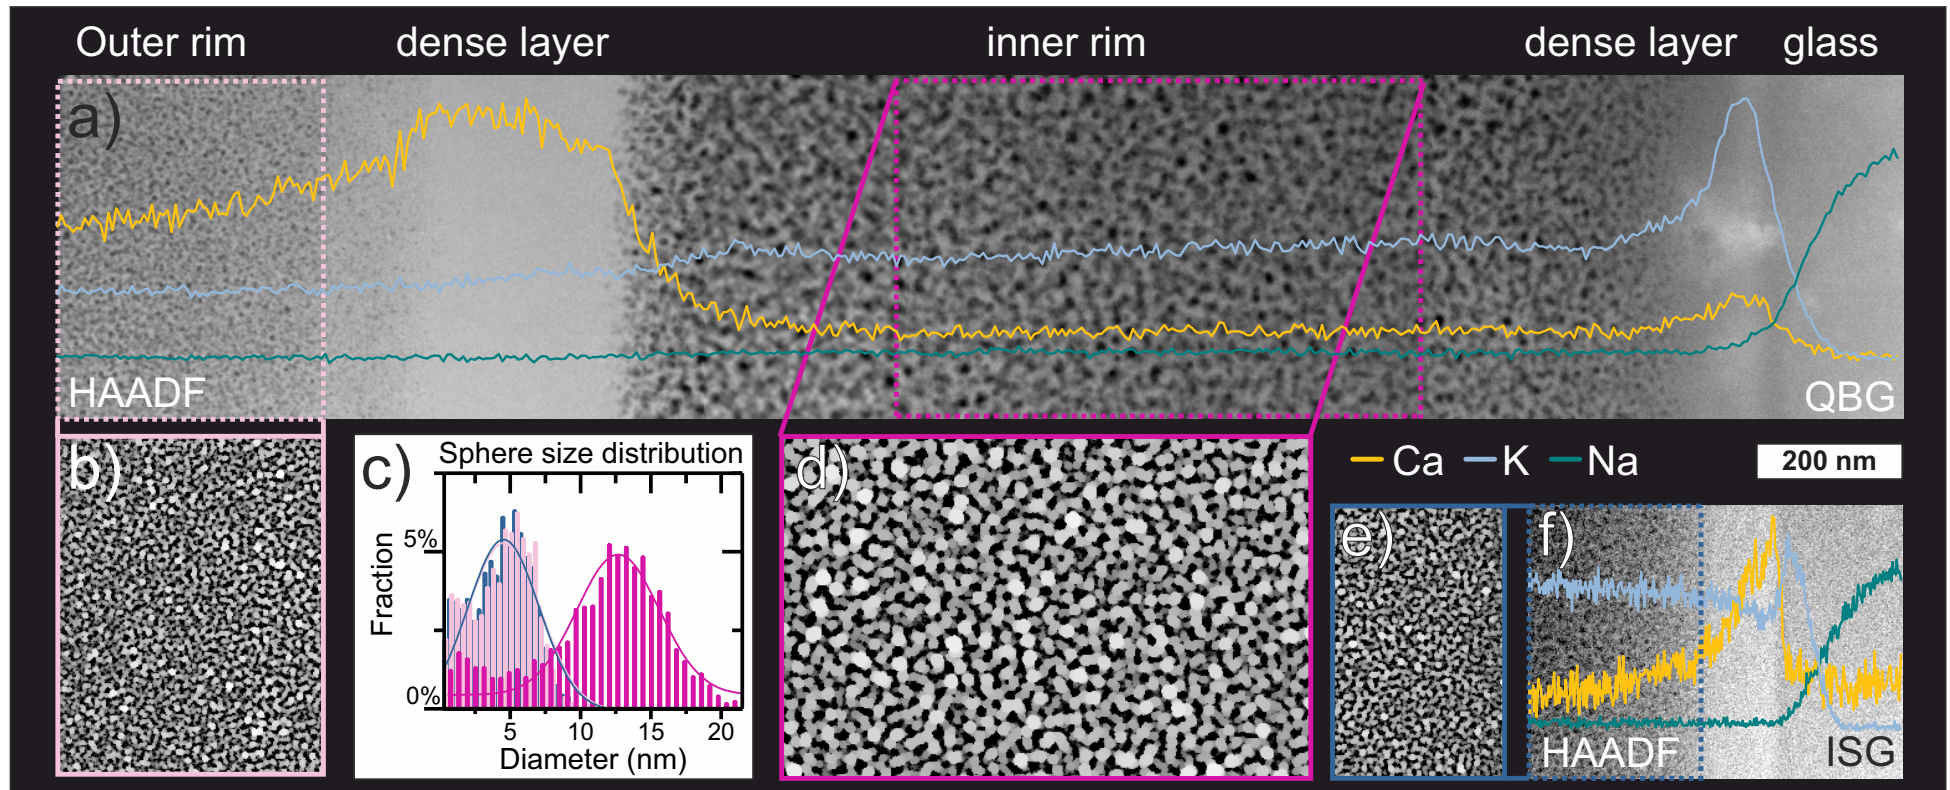 Outer rim
dense layer
inner rim
dense layer
glass
a)
HAADF
QBG
b)
c)
Sphere size distribution
Fraction
5%
0%
5
10
15
20
Diameter (nm)
d)
Ca
K
Na
200 nm
e)
f)
HAADF
ISG